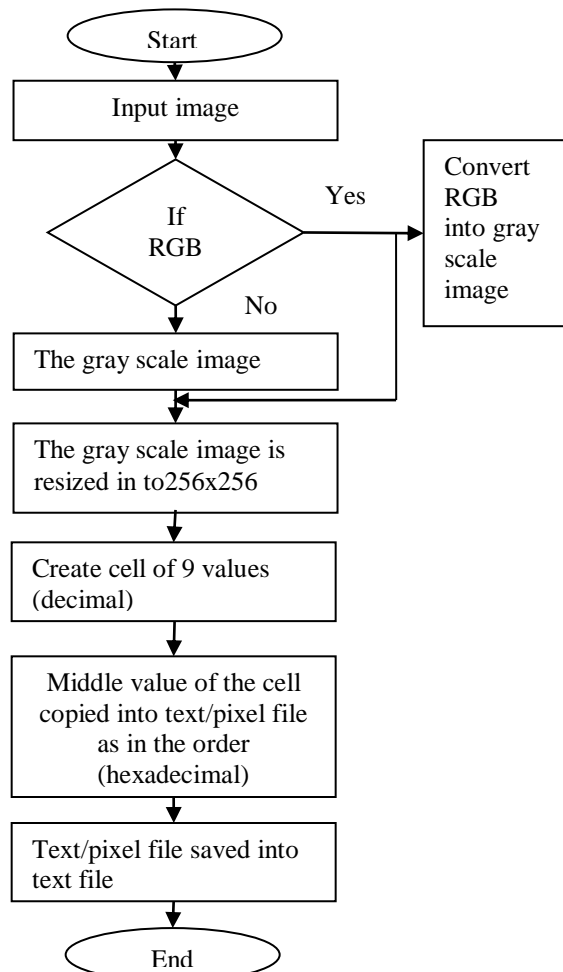 Start
Input image
If
RGB
Yes
Convert
RGB
into gray
scale
image
No
The gray scale image
The gray scale image is
resized in to256x256
Create cell of 9 values
(decimal)
Middle value of the cell
copied into text/pixel file
as in the order
(hexadecimal)
Text/pixel file saved into
text file
End